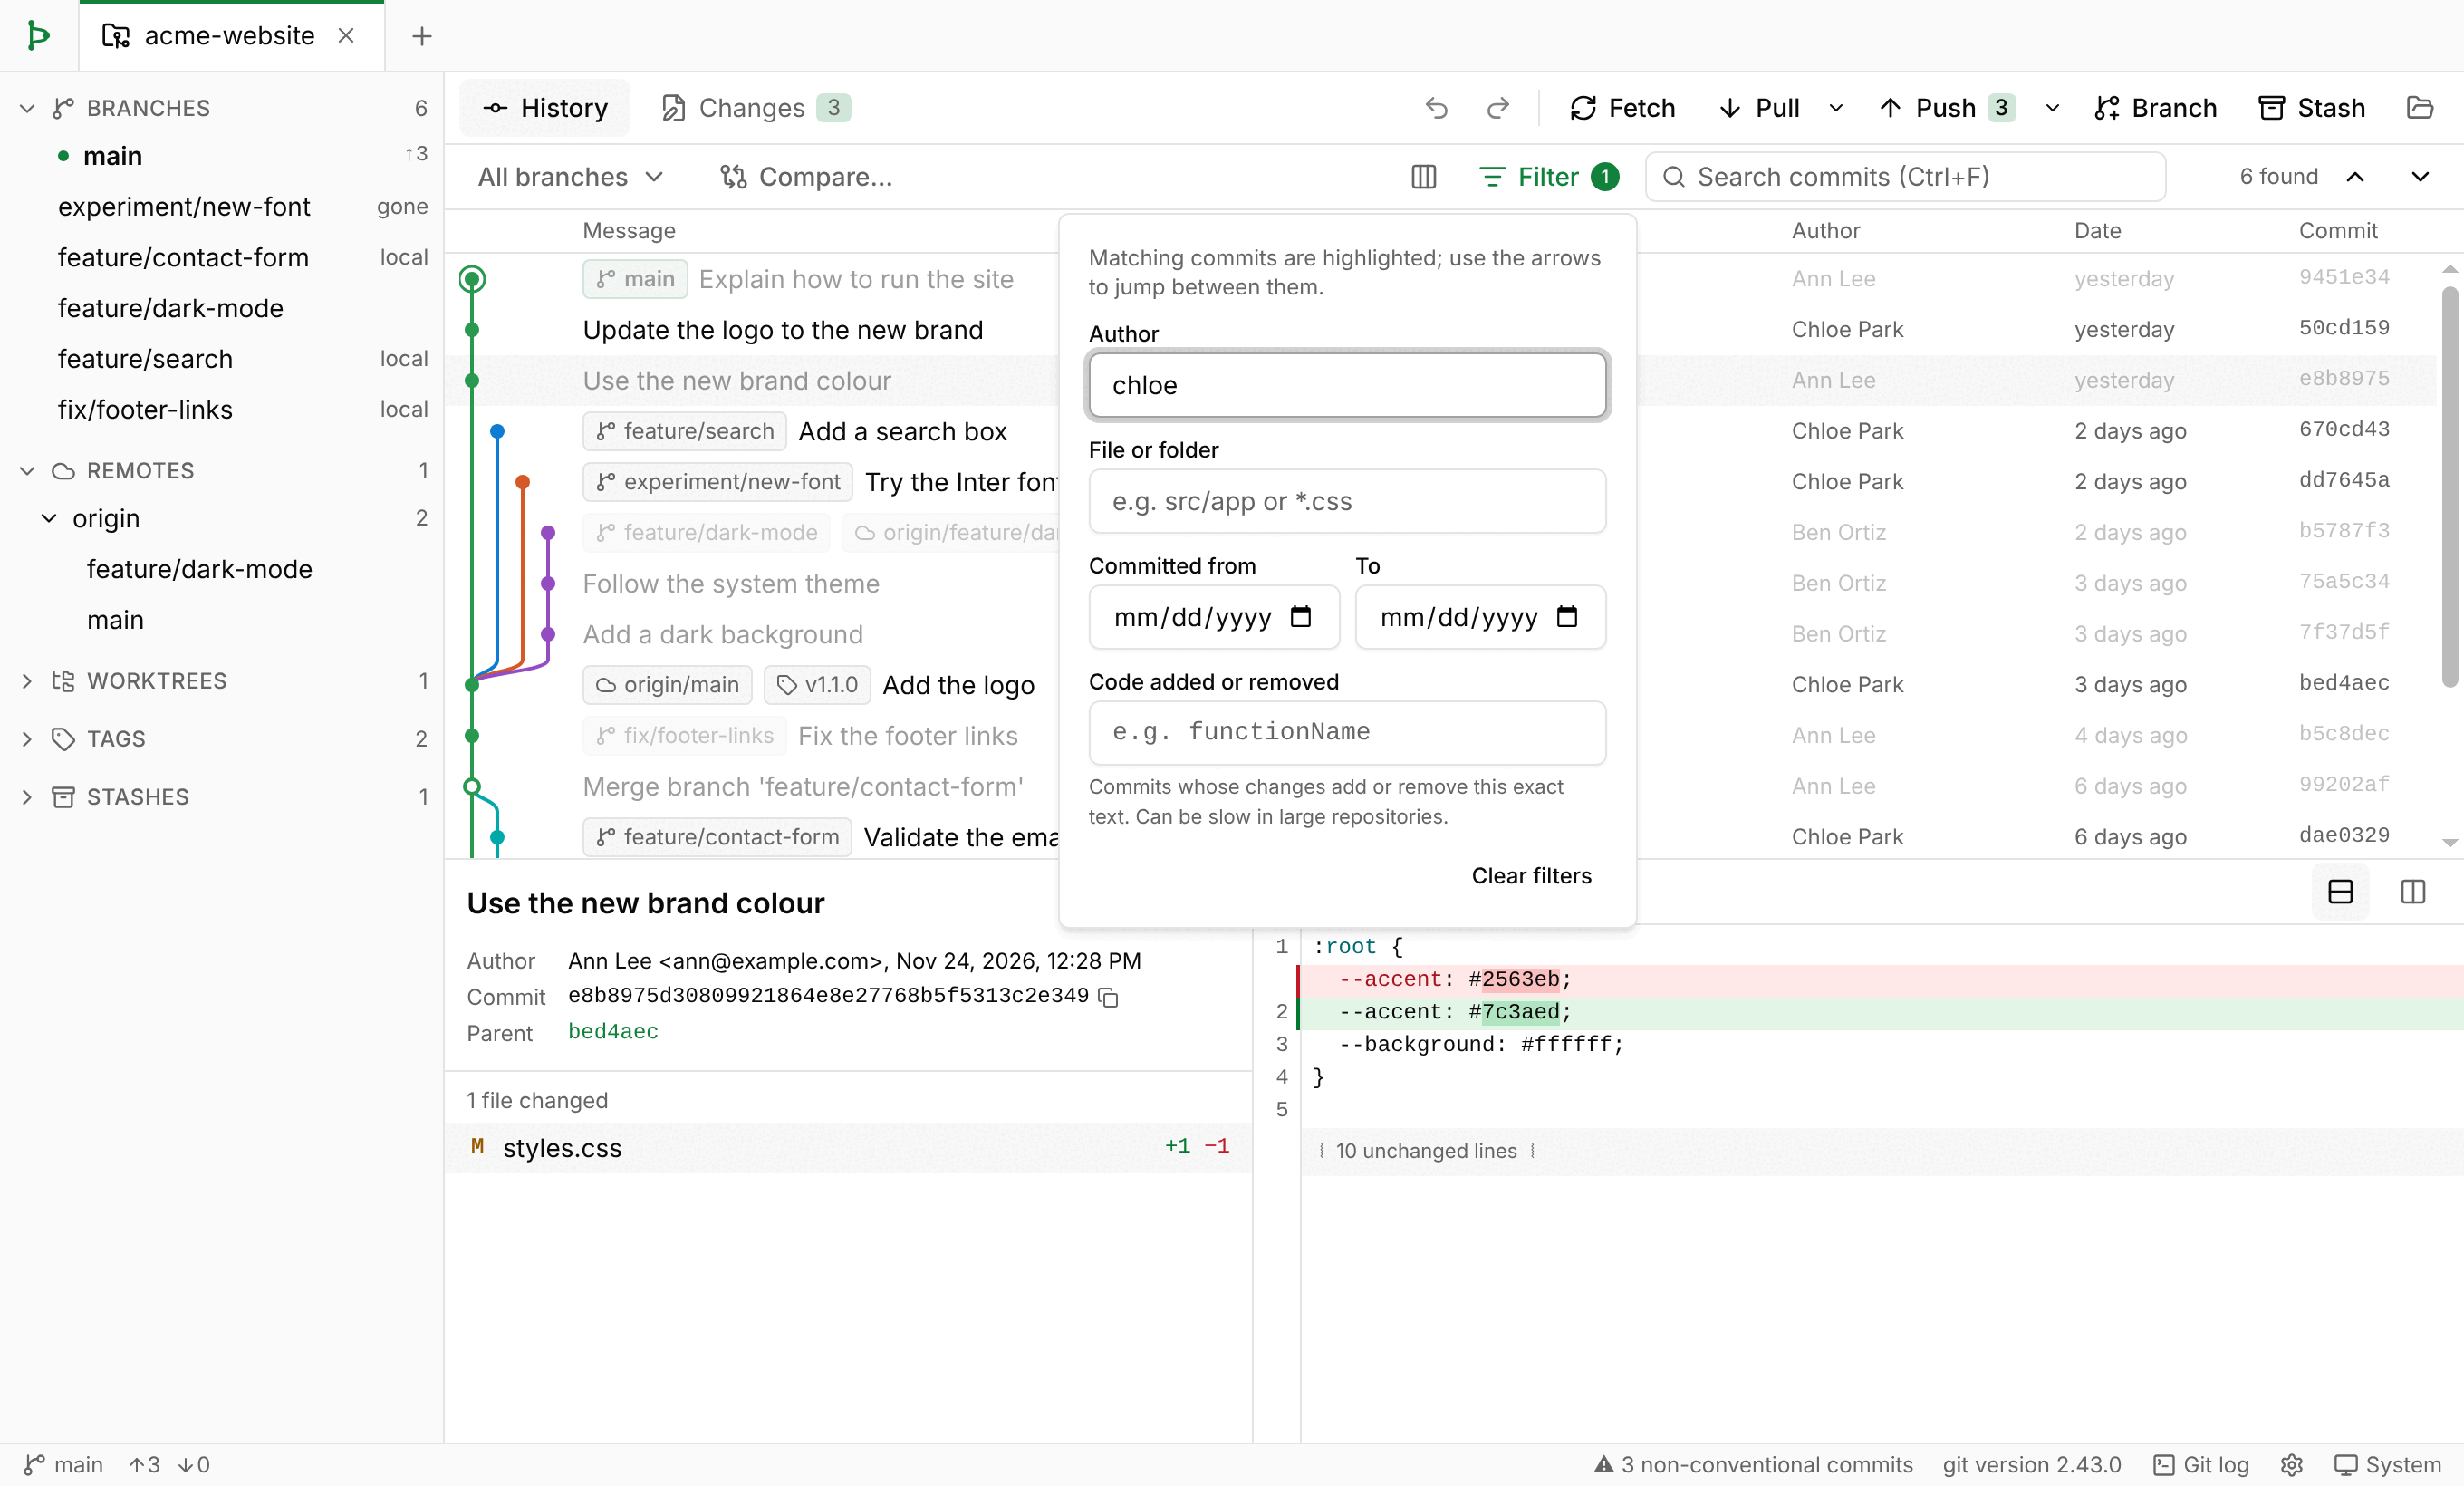 acme-website
BRANCHES 6
main ↑3
experiment/new-font gone
feature/contact-form local
feature/dark-mode
feature/search local
fix/footer-links local
REMOTES 1
origin 2
feature/dark-mode
main
WORKTREES 1
TAGS 2
STASHES 1
History Changes 3 Fetch Pull Push 3 Branch Stash
All branches Compare... Filter 1 Search commits (Ctrl+F) 6 found
Message Author Date Commit
main Explain how to run the site Ann Lee yesterday 9451e34
Update the logo to the new brand Chloe Park yesterday 50cd159
Use the new brand colour Ann Lee yesterday e8b8975
feature/search Add a search box Chloe Park 2 days ago 670cd43
experiment/new-font Try the Inter Chloe Park 2 days ago dd7645a
feature/dark-mode Ben Ortiz 2 days ago b5787f3
Follow the system theme Ben Ortiz 3 days ago 75a5c34
Add a dark background Ben Ortiz 3 days ago 7f37d5f
origin/main v1.1.0 Add the logo Chloe Park 3 days ago bed4aec
fix/footer-links Fix the footer links Ann Lee 4 days ago b5c8dec
Merge branch 'feature/contact-form' Ann Lee 6 days ago 99202af
feature/contact-form Validate the Chloe Park 6 days ago dae0329
Matching commits are highlighted; use the arrows
to jump between them.
Author
chloe
File or folder
e.g. src/app or *.css
Committed from To
mm/dd/yyyy mm/dd/yyyy
Code added or removed
e.g. functionName
Commits whose changes add or remove this exact
text. Can be slow in large repositories.
Clear filters
Use the new brand colour
Author Ann Lee <ann@example.com>, Nov 24, 2026, 12:28 PM
Commit e8b8975d30809921864e8e27768b5f5313c2e349
Parent bed4aec
1 file changed
M styles.css +1 −1
1 :root {
--accent: #2563eb;
2 --accent: #7c3aed;
3 --background: #ffffff;
4 }
5
10 unchanged lines
main ↑3 ↓0 3 non-conventional commits git version 2.43.0 Git log System